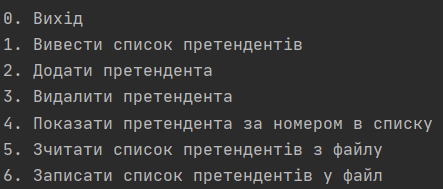 0. Вихід
1. Вивести список претендентів
2. Додати претендента
3. Видалити претендента
4. Показати претендента за номером в списку
5. Зчитати список претендентів з файлу
6. Записати список претендентів у файл